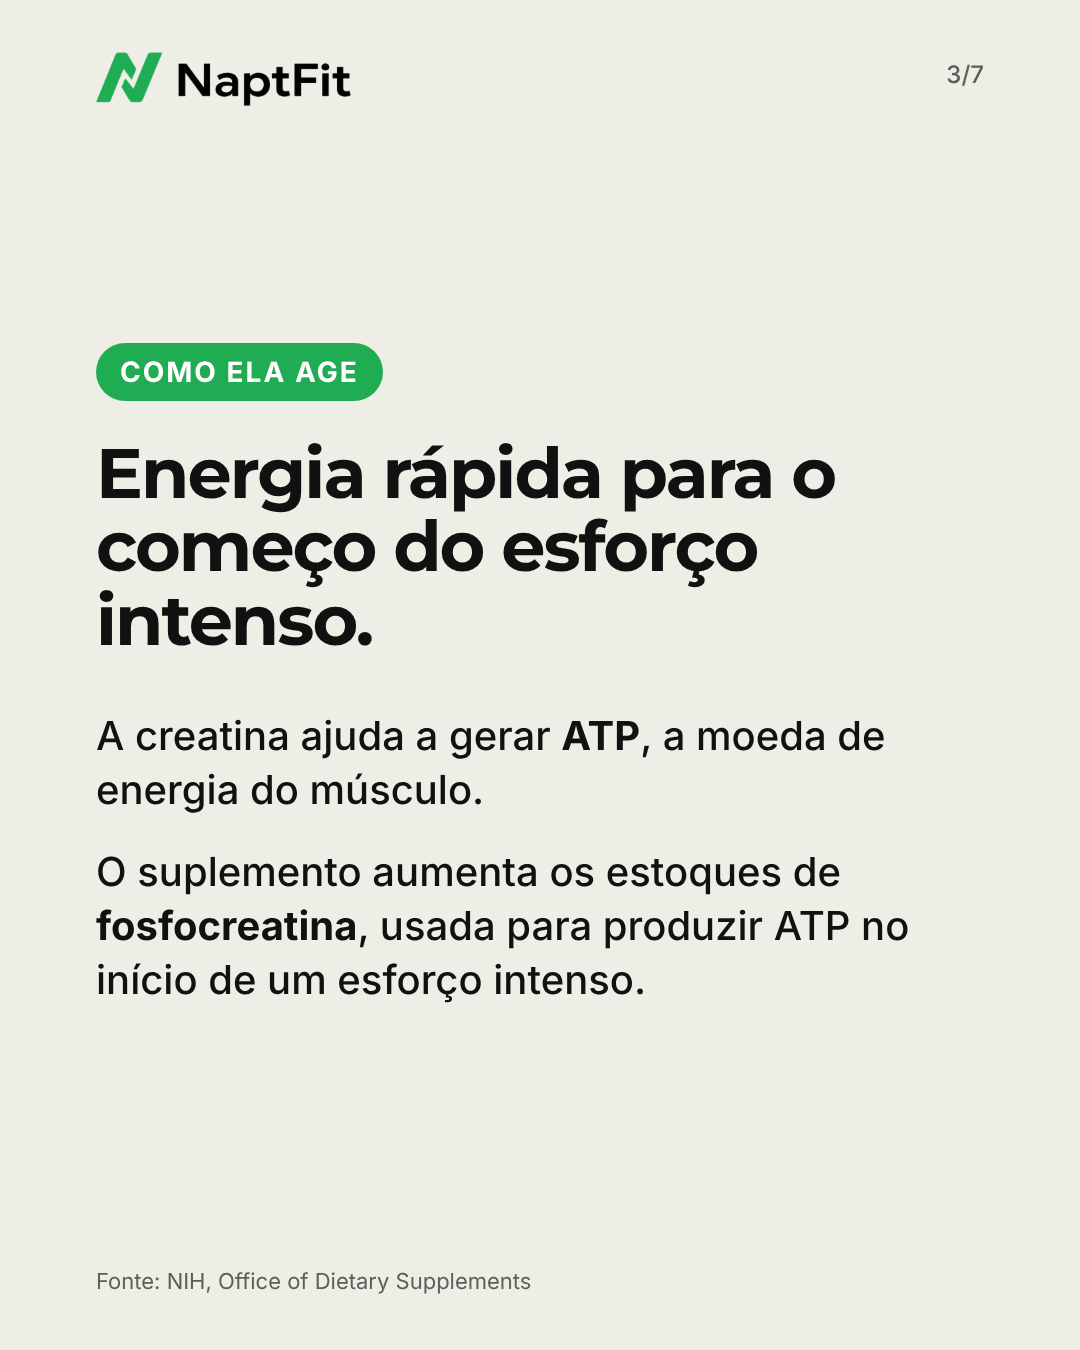 NaptFit
3/7
COMO ELA AGE
Energia rápida para o
começo do esforço
intenso.
A creatina ajuda a gerar ATP, a moeda de
energia do músculo.
O suplemento aumenta os estoques de
fosfocreatina, usada para produzir ATP no
início de um esforço intenso.
Fonte: NIH, Office of Dietary Supplements